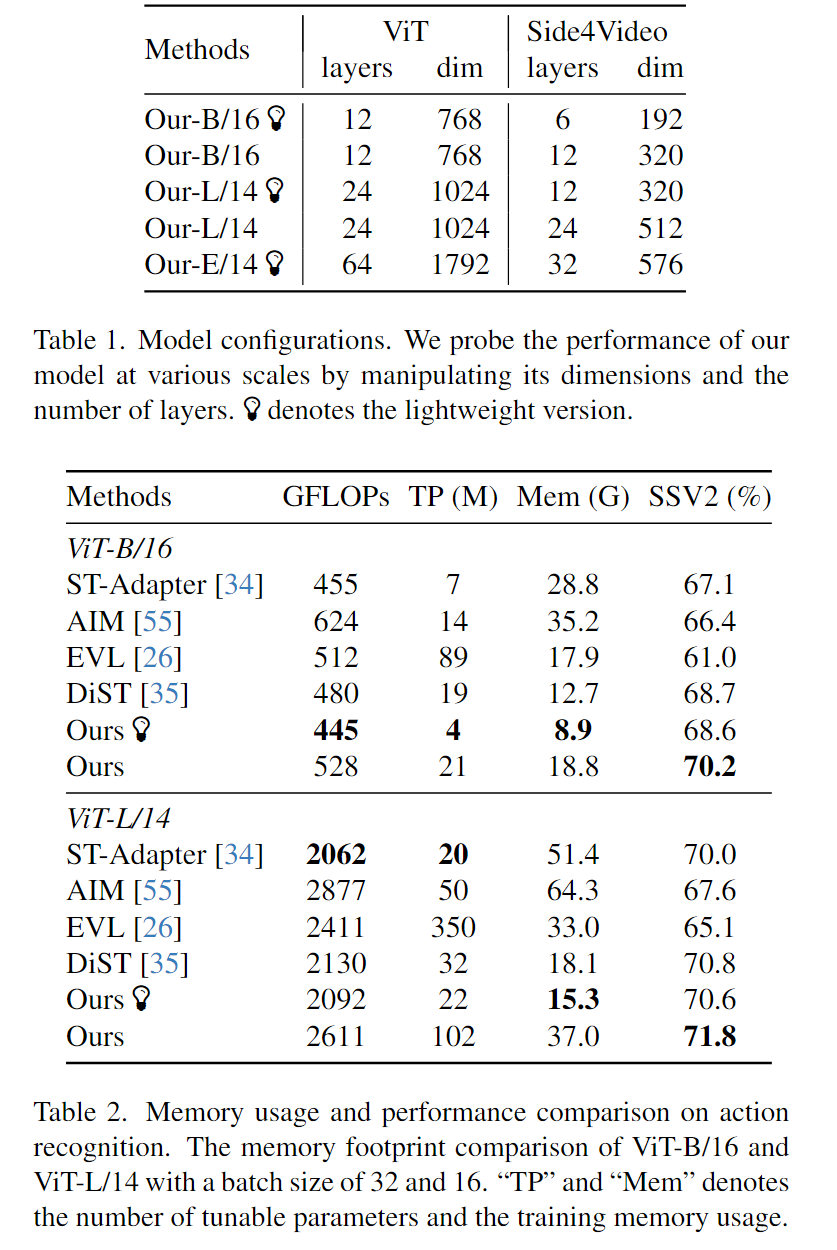 Methods ViT Side4Video
layers dim layers dim
Our-B/16 💡 12 768 6 192
Our-B/16 12 768 12 320
Our-L/14 💡 24 1024 12 320
Our-L/14 24 1024 24 512
Our-E/14 💡 64 1792 32 576
Table 1. Model configurations. We probe the performance of our
model at various scales by manipulating its dimensions and the
number of layers. 💡 denotes the lightweight version.
Methods GFLOPs TP (M) Mem (G) SSV2 (%)
ViT-B/16
ST-Adapter [34] 455 7 28.8 67.1
AIM [55] 624 14 35.2 66.4
EVL [26] 512 89 17.9 61.0
DiST [35] 480 19 12.7 68.7
Ours 💡 445 4 8.9 68.6
Ours 528 21 18.8 70.2
ViT-L/14
ST-Adapter [34] 2062 20 51.4 70.0
AIM [55] 2877 50 64.3 67.6
EVL [26] 2411 350 33.0 65.1
DiST [35] 2130 32 18.1 70.8
Ours 💡 2092 22 15.3 70.6
Ours 2611 102 37.0 71.8
Table 2. Memory usage and performance comparison on action
recognition. The memory footprint comparison of ViT-B/16 and
ViT-L/14 with a batch size of 32 and 16. “TP” and “Mem” denotes
the number of tunable parameters and the training memory usage.